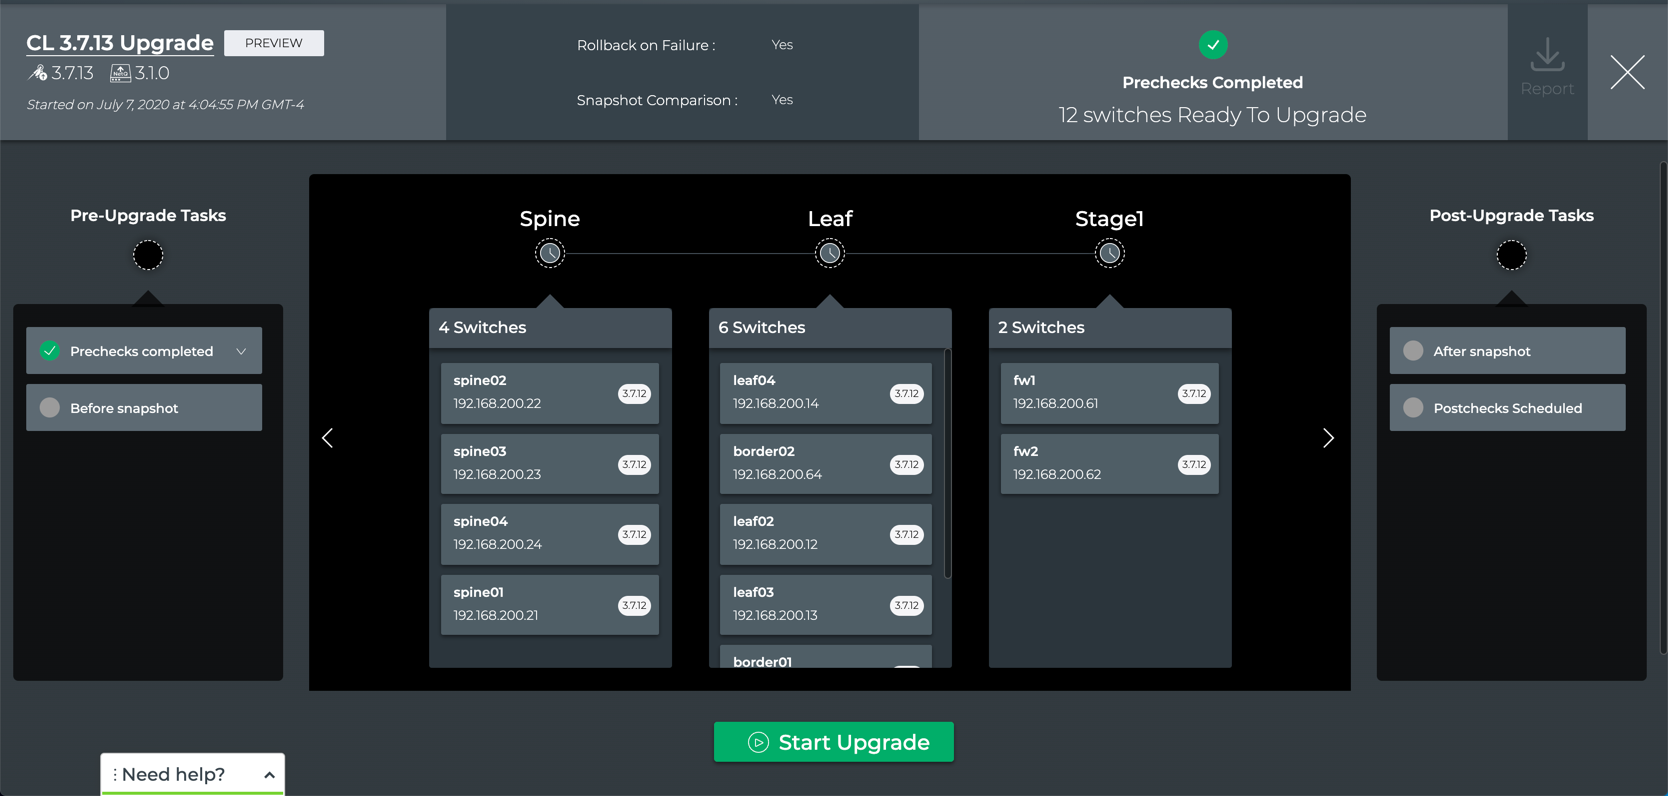 CL 3.7.13 Upgrade
PREVIEW
3.7.13 3.1.0
Started on July 7, 2020 at 4:04:55 PM GMT-4
Rollback on Failure : Yes
Snapshot Comparison : Yes
Prechecks Completed
12 switches Ready To Upgrade
Report
Pre-Upgrade Tasks
Prechecks completed
Before snapshot
Spine
4 Switches
spine02
192.168.200.22
3.7.12
spine03
192.168.200.23
3.7.12
spine04
192.168.200.24
3.7.12
spine01
192.168.200.21
3.7.12
Leaf
6 Switches
leaf04
192.168.200.14
3.7.12
border02
192.168.200.64
3.7.12
leaf02
192.168.200.12
3.7.12
leaf03
192.168.200.13
3.7.12
border01
Stage1
2 Switches
fw1
192.168.200.61
3.7.12
fw2
192.168.200.62
3.7.12
Post-Upgrade Tasks
After snapshot
Postchecks Scheduled
Start Upgrade
Need help?